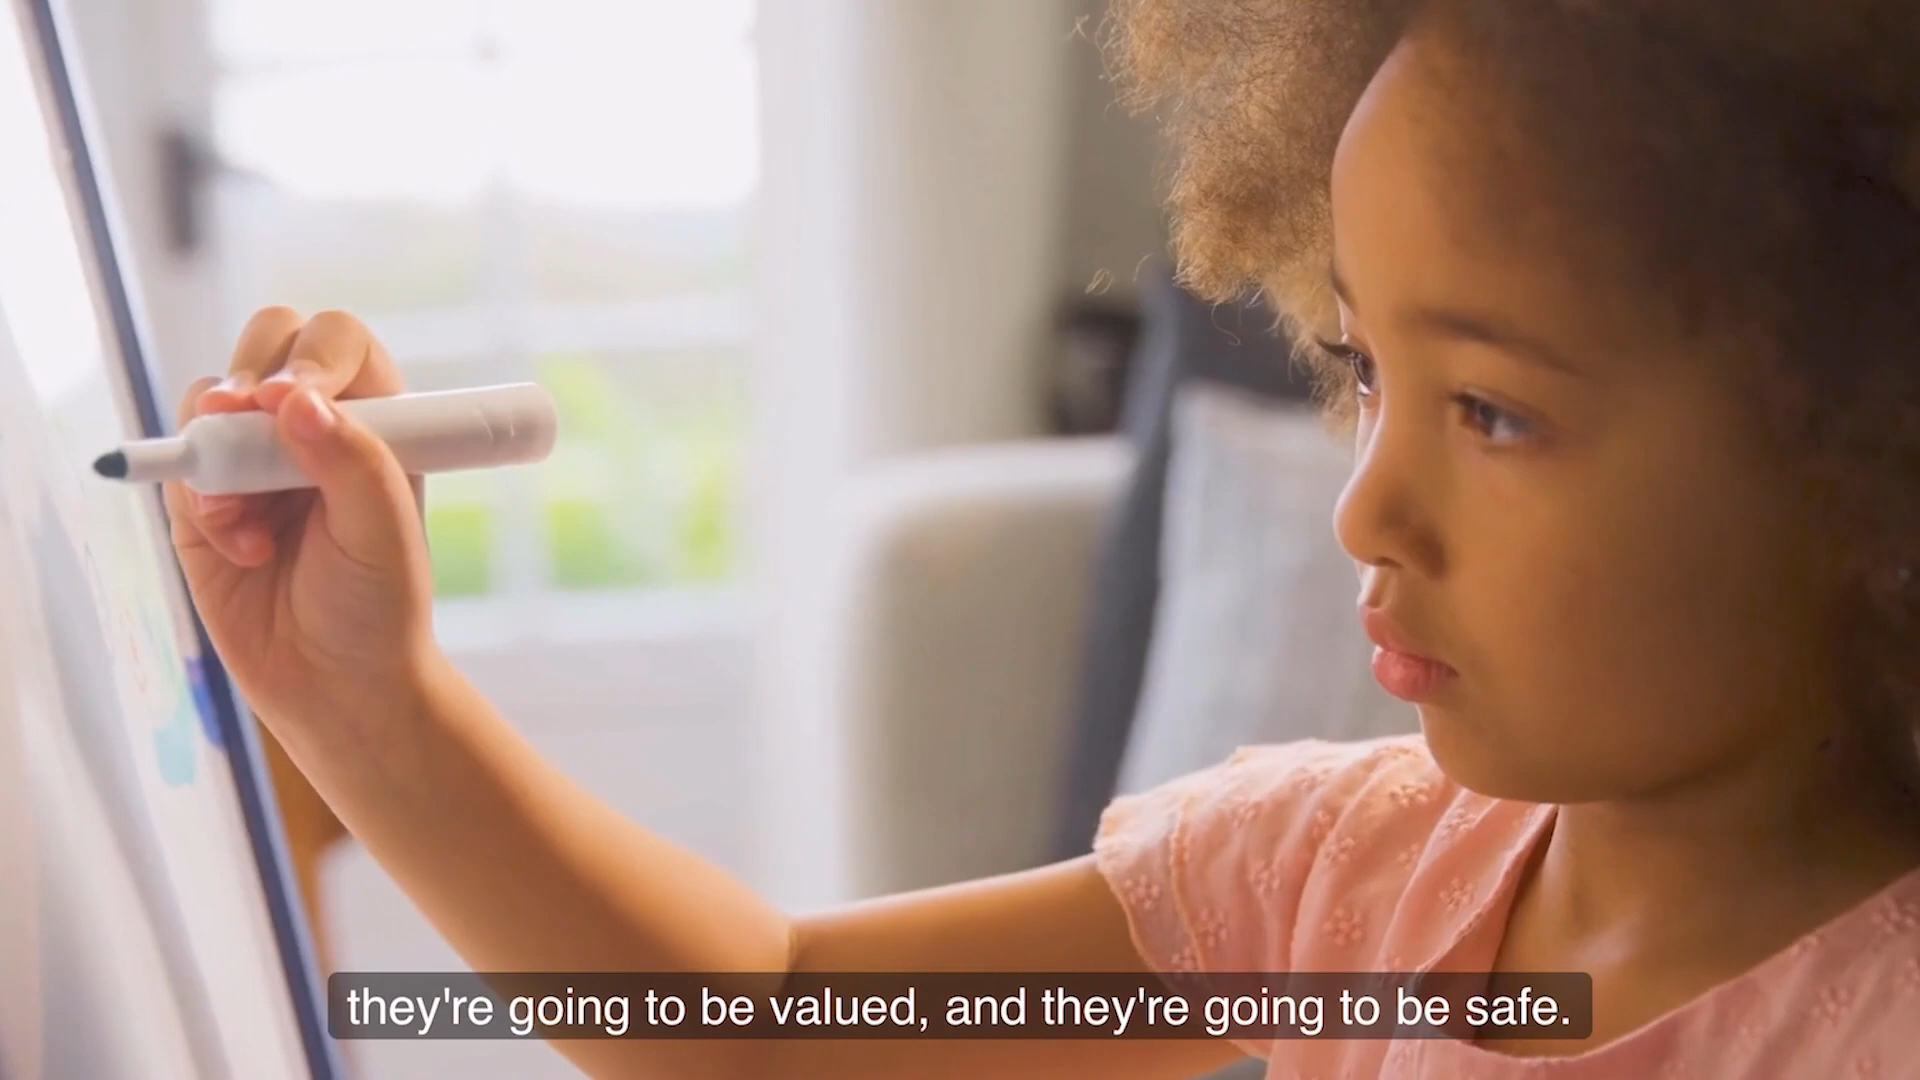 they're going to be valued, and they're going to be safe.